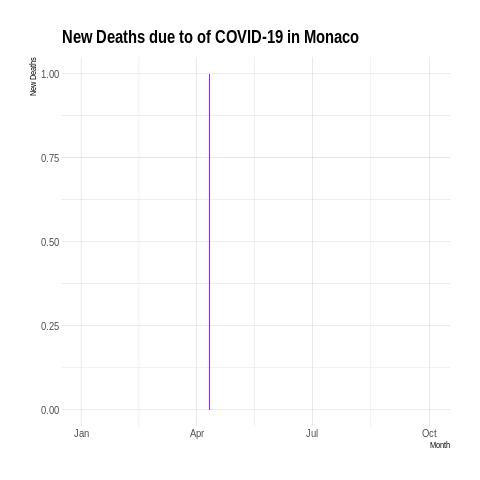 New Deaths due to of COVID-19 in Monaco
New Deaths
1.00
0.75
0.50
0.25
0.00
Jan Apr Jul Oct
Month